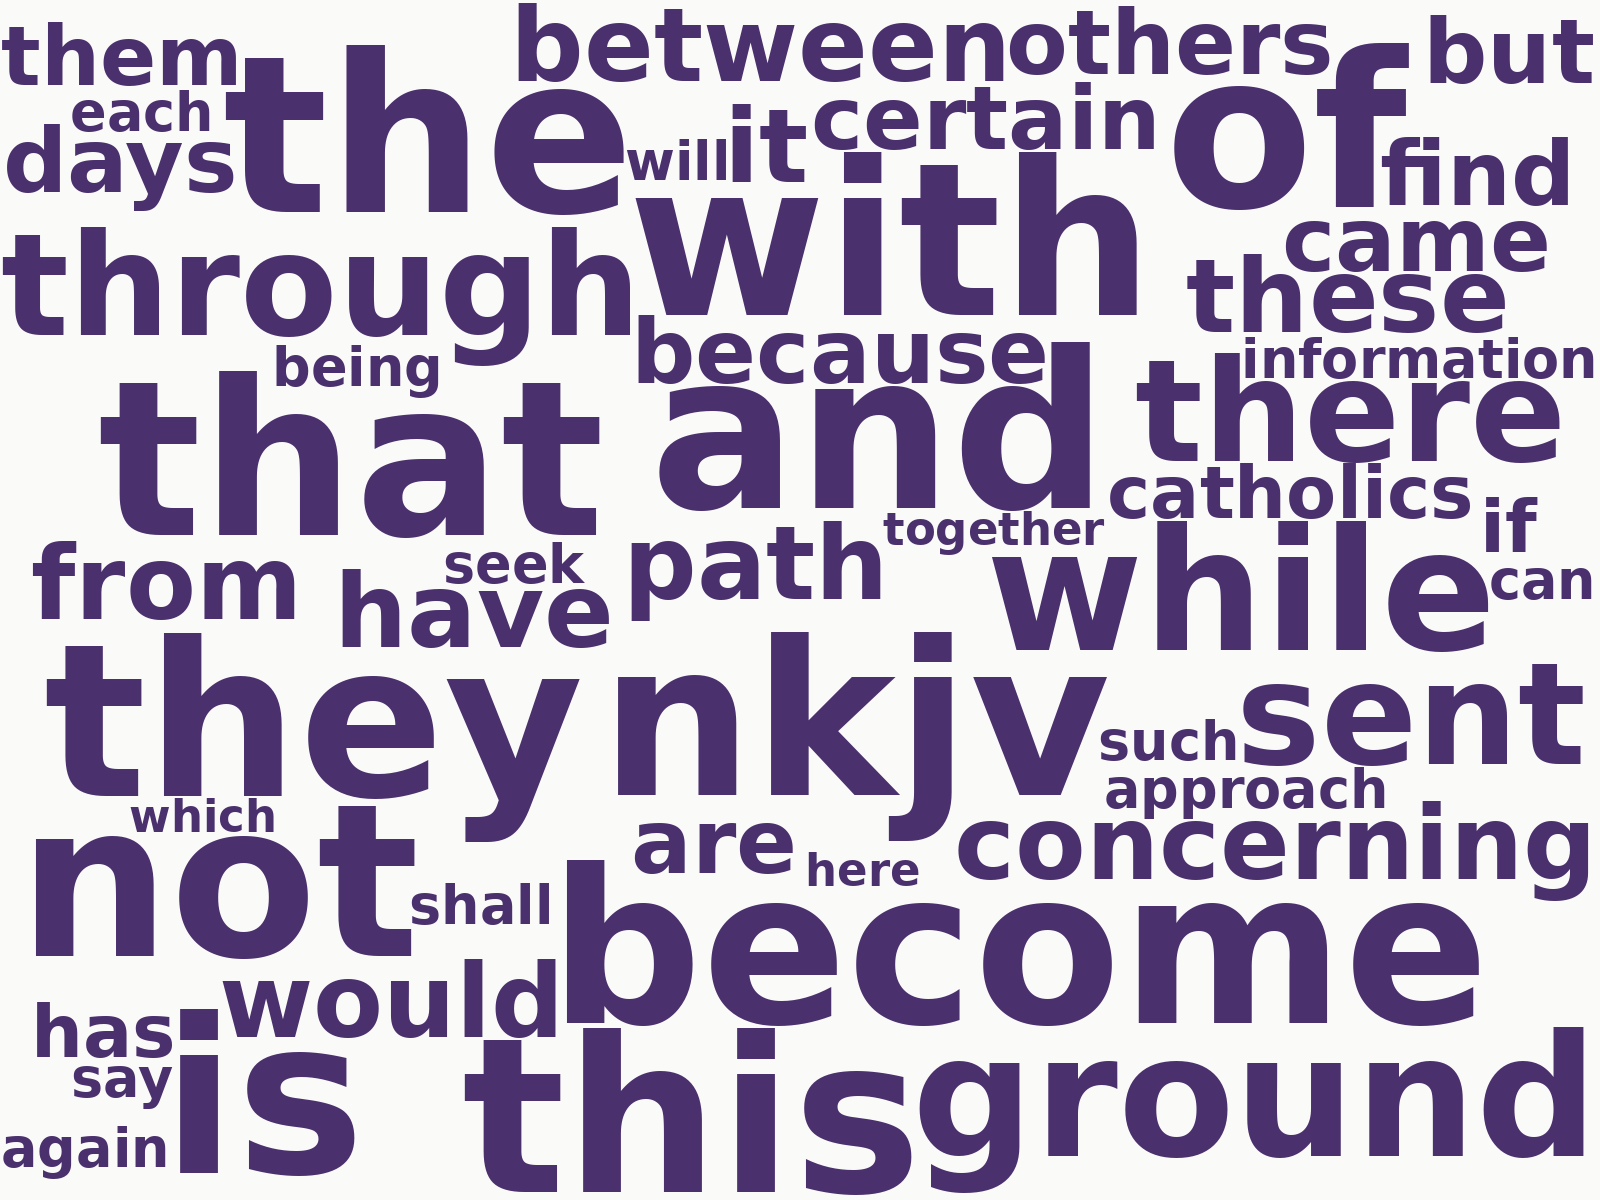 them the between others of but
each days will it certain with find
came
through these
being because information
that and there
catholics
from seek have path together while if
can
they nkjv such sent
approach
which
not are here concerning
shall become
has would
say is this ground
again